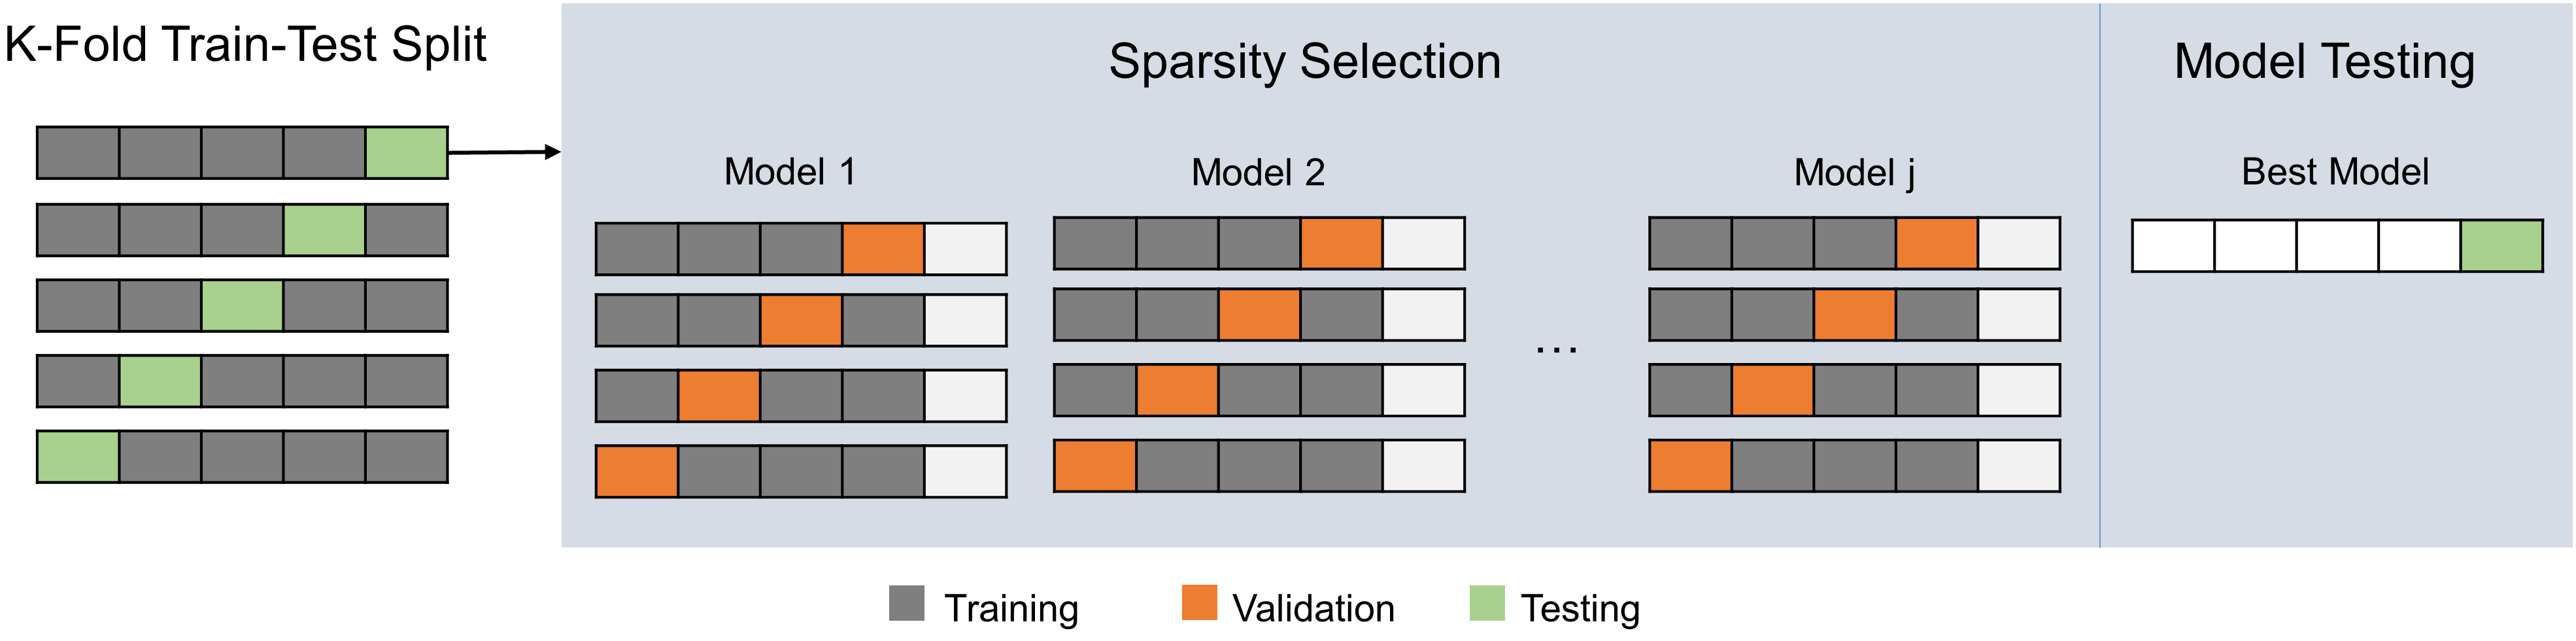 K-Fold Train-Test Split
Sparsity Selection
Model Testing
Model 1
Model 2
Model j
Best Model
...
Training
Validation
Testing